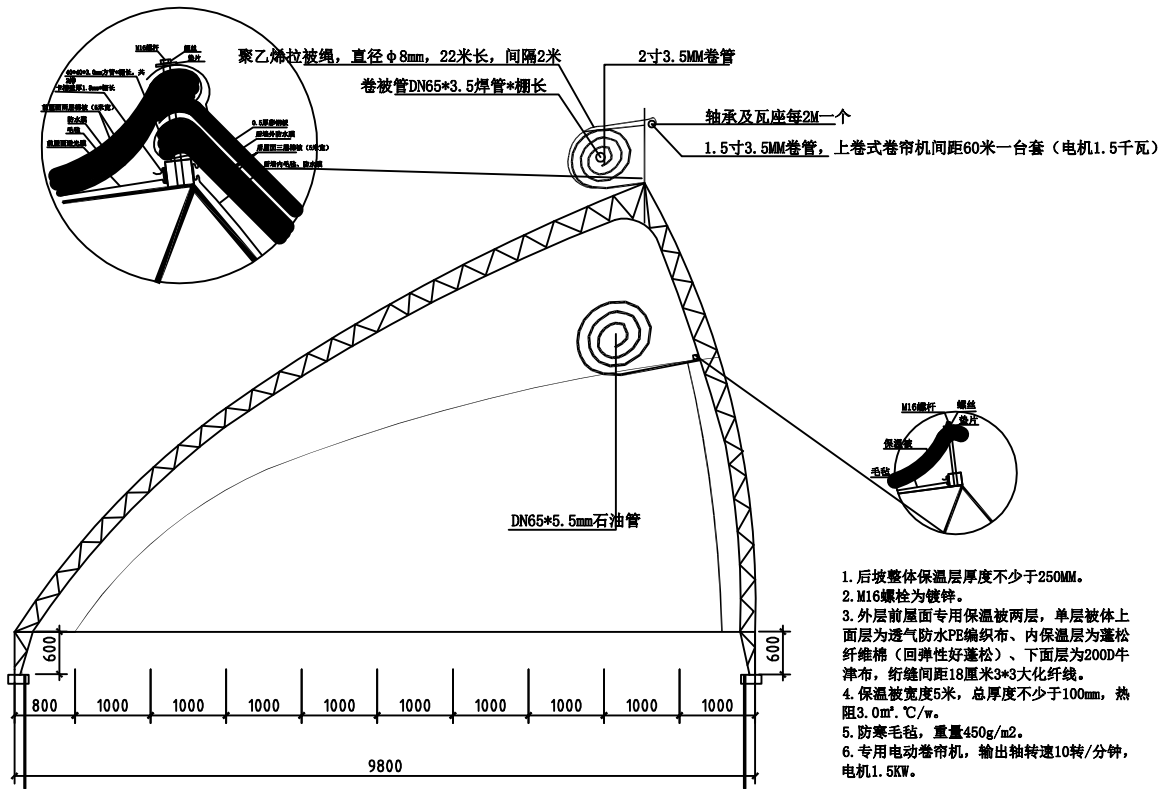 M16螺杆
螺丝
垫片
毛毡
聚乙烯拉被绳，直径φ8mm，22米长，间隔2米
卷被管DN65*3.5焊管*棚长
2寸3.5MM卷管
轴承及瓦座每2M一个
1.5寸3.5MM卷管，上卷式卷帘机间距60米一台套（电机1.5千瓦）
M16螺杆
螺丝
垫片
保温被
毛毡
DN65*5.5mm石油管
600
600
800 1000 1000 1000 1000 1000 1000 1000 1000 1000
9800
1.后坡整体保温层厚度不少于250MM。
2.M16螺栓为镀锌。
3.外层前屋面专用保温被两层，单层被体上
面层为透气防水PE编织布、内保温层为蓬松
纤维棉（回弹性好蓬松）、下面层为200D牛
津布，绗缝间距18厘米3*3大化纤线。
4.保温被宽度5米，总厚度不少于100mm，热
阻3.0㎡.℃/w。
5.防寒毛毡，重量450g/m2。
6.专用电动卷帘机，输出轴转速10转/分钟，
电机1.5KW。